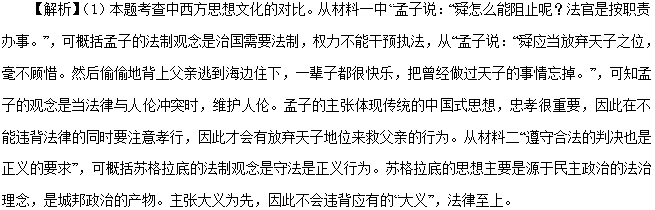 【解析】（1）本题考查中西方思想文化的对比。从材料一中“孟子说：“舜怎么能阻止呢？法官是按职责
办事。”，可概括孟子的法制观念是治国需要法制，权力不能干预执法，从“孟子说：“舜应当放弃天子之位，
毫不顾惜。然后偷偷地背上父亲逃到海边住下，一辈子都很快乐，把曾经做过天子的事情忘掉。”，可知孟
子的观念是当法律与人伦冲突时，维护人伦。孟子的主张体现传统的中国式思想，忠孝很重要，因此在不
能违背法律的同时要注意孝行，因此才会有放弃天子地位来救父亲的行为。从材料二“遵守合法的判决也是
正义的要求”，可概括苏格拉底的法制观念是守法是正义行为。苏格拉底的思想主要是源于民主政治的法治
理念，是城邦政治的产物。主张大义为先，因此不会违背应有的“大义”，法律至上。